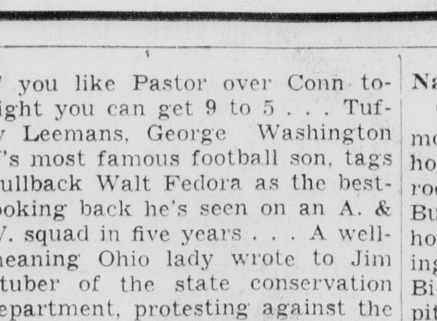 you like Pastor over Conn to-
ight you can get 9 to 5 . . . Tuf-
y Leemans, George Washington
's most famous football son, tags
ullback Walt Fedora as the best-
ooking back he's seen on an A. &
V. squad in five years . . . A well-
neaning Ohio lady wrote to Jim
tuber of the state conservation
epartment, protesting against the
Na
mo
ho
roo
Bu
ho
ing
Bi
pit